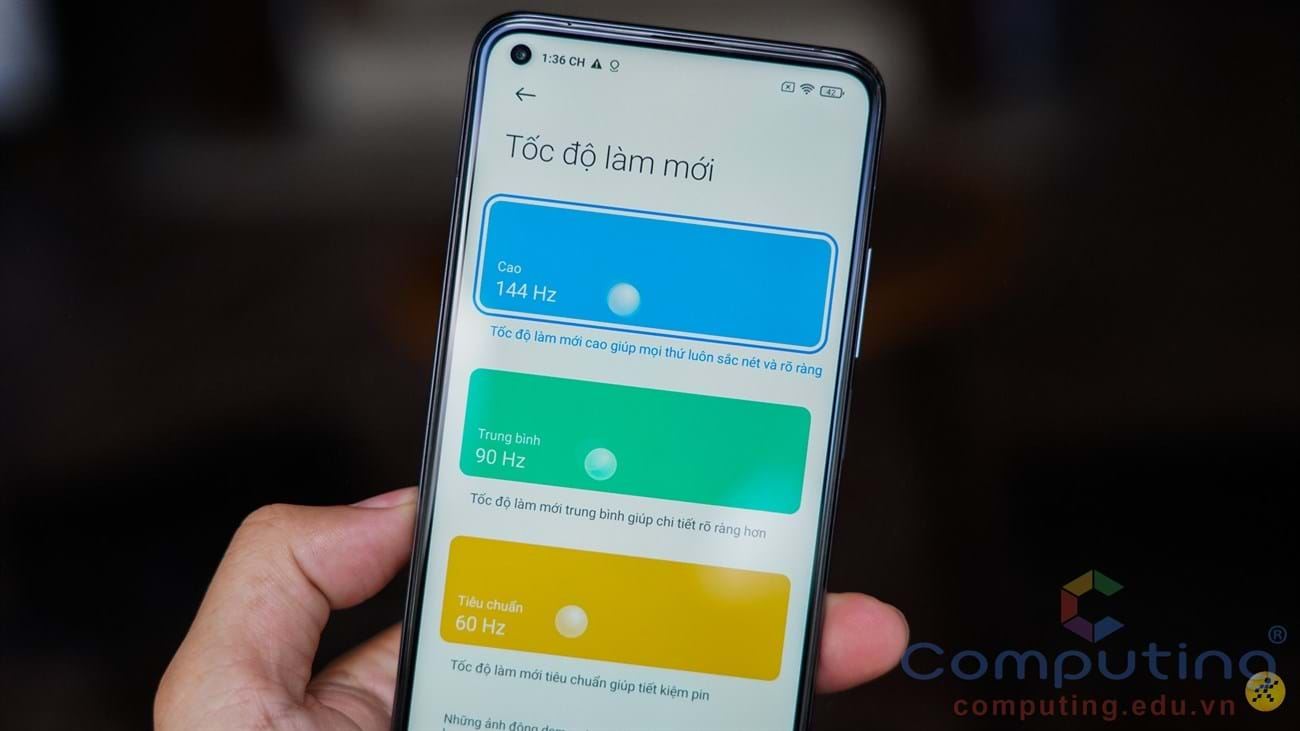 1:36 CH
42
Tốc độ làm mới
Cao
144 Hz
Tốc độ làm mới cao giúp mọi thứ luôn sắc nét và rõ ràng
Trung bình
90 Hz
Tốc độ làm mới trung bình giúp chi tiết rõ ràng hơn
Tiêu chuẩn
60 Hz
Tốc độ làm mới tiêu chuẩn giúp tiết kiệm pin
Những ảnh động
Computing®
computing.edu.vn